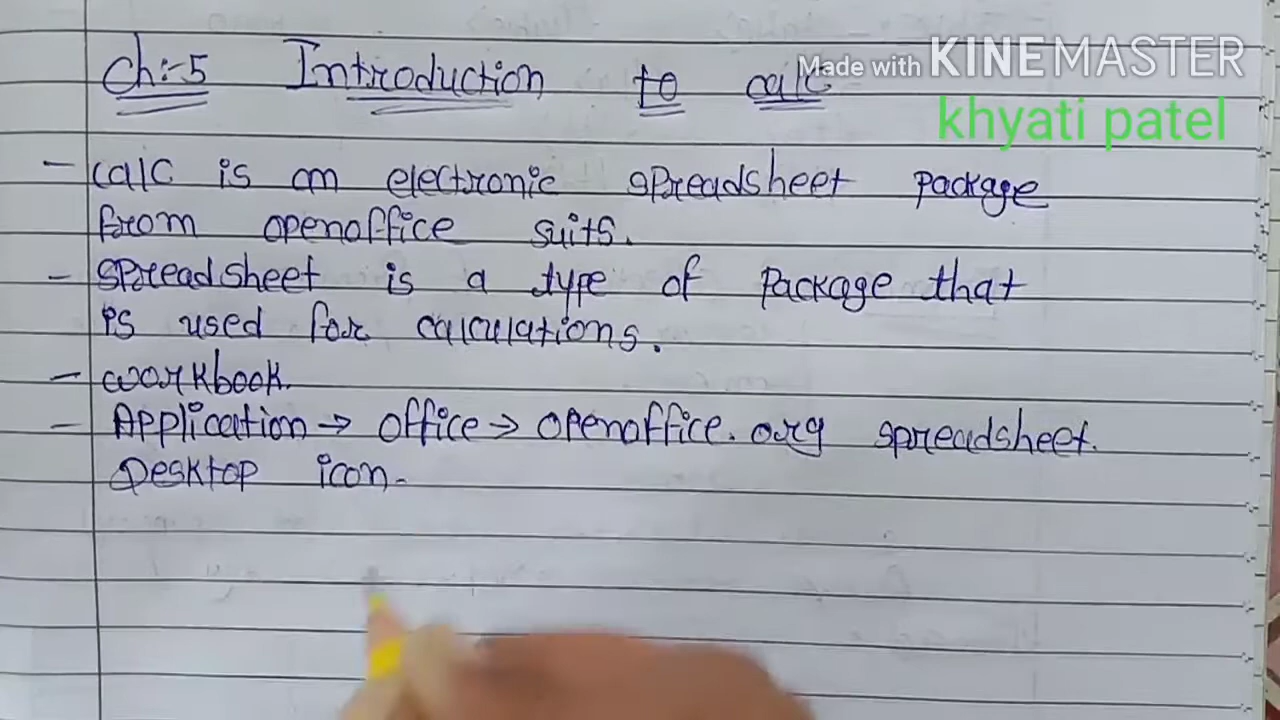 Made with KINEMASTER
khyati patel
Ch:-5 Introduction to calc
- calc is an electronic spreadsheet package
from openoffice suits.
- spreadsheet is a type of package that
is used for calculations.
- workbook.
- Application → office → openoffice.org spreadsheet.
Desktop icon.